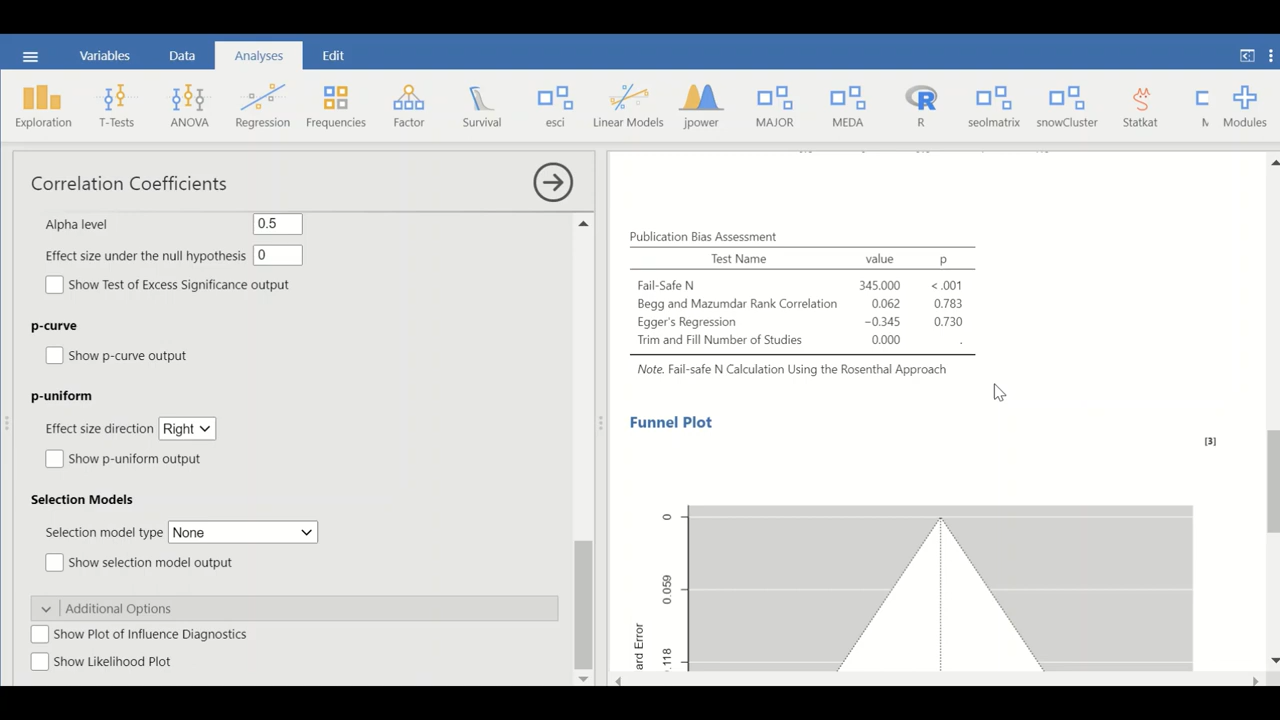 Variables Data Analyses Edit
Exploration T-Tests ANOVA Regression Frequencies Factor Survival esci Linear Models jpower MAJOR MEDA R seolmatrix snowCluster Statkat M Modules
Correlation Coefficients
Alpha level 0.5
Effect size under the null hypothesis 0
Show Test of Excess Significance output
p-curve
Show p-curve output
p-uniform
Effect size direction Right
Show p-uniform output
Selection Models
Selection model type None
Show selection model output
Additional Options
Show Plot of Influence Diagnostics
Show Likelihood Plot
Publication Bias Assessment
Test Name value p
Fail-Safe N 345.000 < .001
Begg and Mazumdar Rank Correlation 0.062 0.783
Egger's Regression −0.345 0.730
Trim and Fill Number of Studies 0.000 .
Note. Fail-safe N Calculation Using the Rosenthal Approach
Funnel Plot
[3]
0
0.059
.118
ard Error